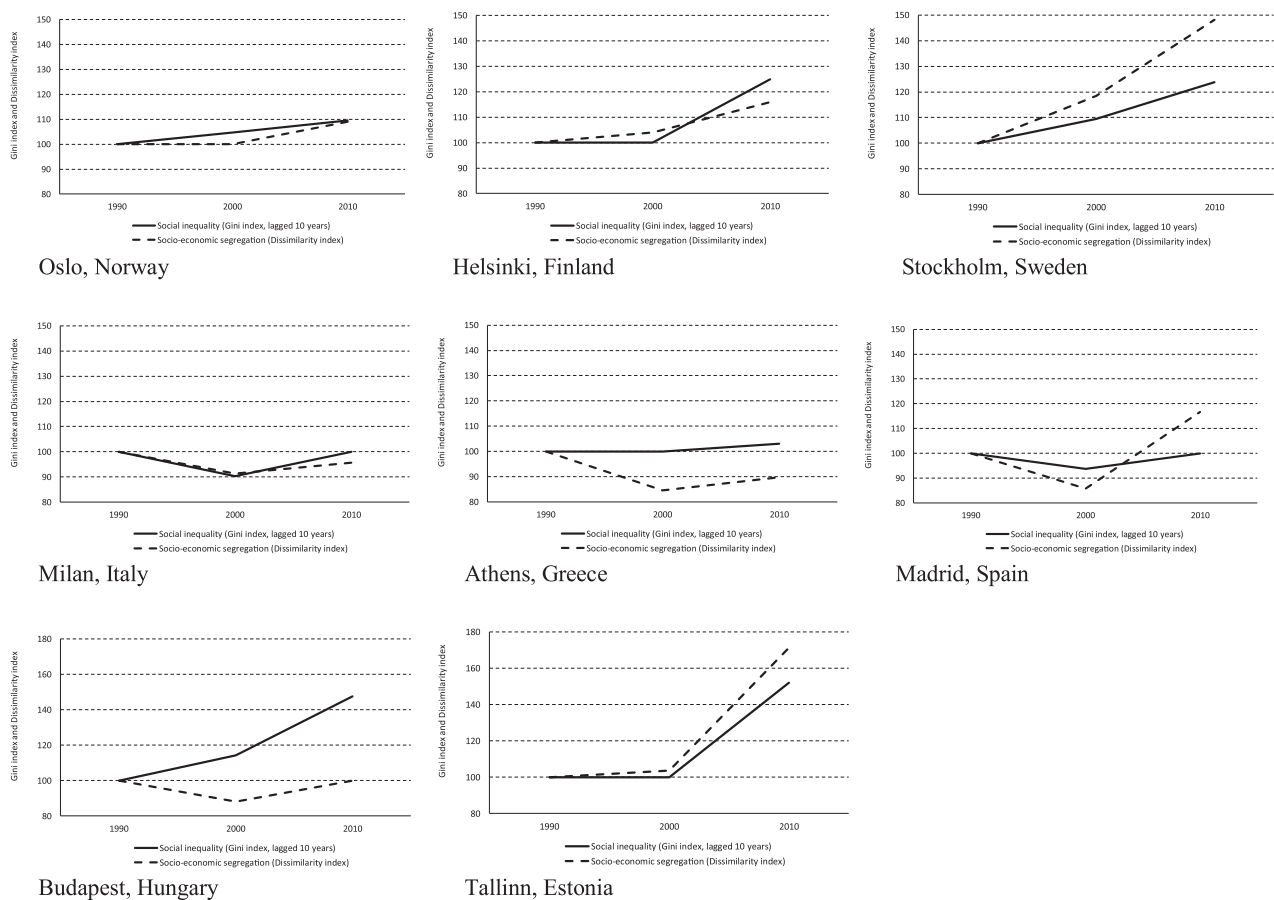 Gini index and Dissimilarity index
150
140
130
120
110
100
90
80
1990
2000
2010
Social inequality (Gini index, lagged 10 years)
Socio-economic segregation (Dissimilarity index)
Oslo, Norway
Gini index and Dissimilarity index
150
140
130
120
110
100
90
80
1990
2000
2010
Social inequality (Gini index, lagged 10 years)
Socio-economic segregation (Dissimilarity index)
Helsinki, Finland
Gini index and Dissimilarity index
150
140
130
120
110
100
90
80
1990
2000
2010
Social inequality (Gini index, lagged 10 years)
Socio-economic segregation (Dissimilarity index)
Stockholm, Sweden
Gini index and Dissimilarity index
150
140
130
120
110
100
90
80
1990
2000
2010
Social inequality (Gini index, lagged 10 years)
Socio-economic segregation (Dissimilarity index)
Milan, Italy
Gini index and Dissimilarity index
150
140
130
120
110
100
90
80
1990
2000
2010
Social inequality (Gini index, lagged 10 years)
Socio-economic segregation (Dissimilarity index)
Athens, Greece
Gini index and Dissimilarity index
150
140
130
120
110
100
90
80
1990
2000
2010
Social inequality (Gini index, lagged 10 years)
Socio-economic segregation (Dissimilarity index)
Madrid, Spain
Gini index and Dissimilarity index
180
160
140
120
100
80
1990
2000
2010
Social inequality (Gini index, lagged 10 years)
Socio-economic segregation (Dissimilarity index)
Budapest, Hungary
Gini index and Dissimilarity index
180
160
140
120
100
80
1990
2000
2010
Social inequality (Gini index, lagged 10 years)
Socio-economic segregation (Dissimilarity index)
Tallinn, Estonia